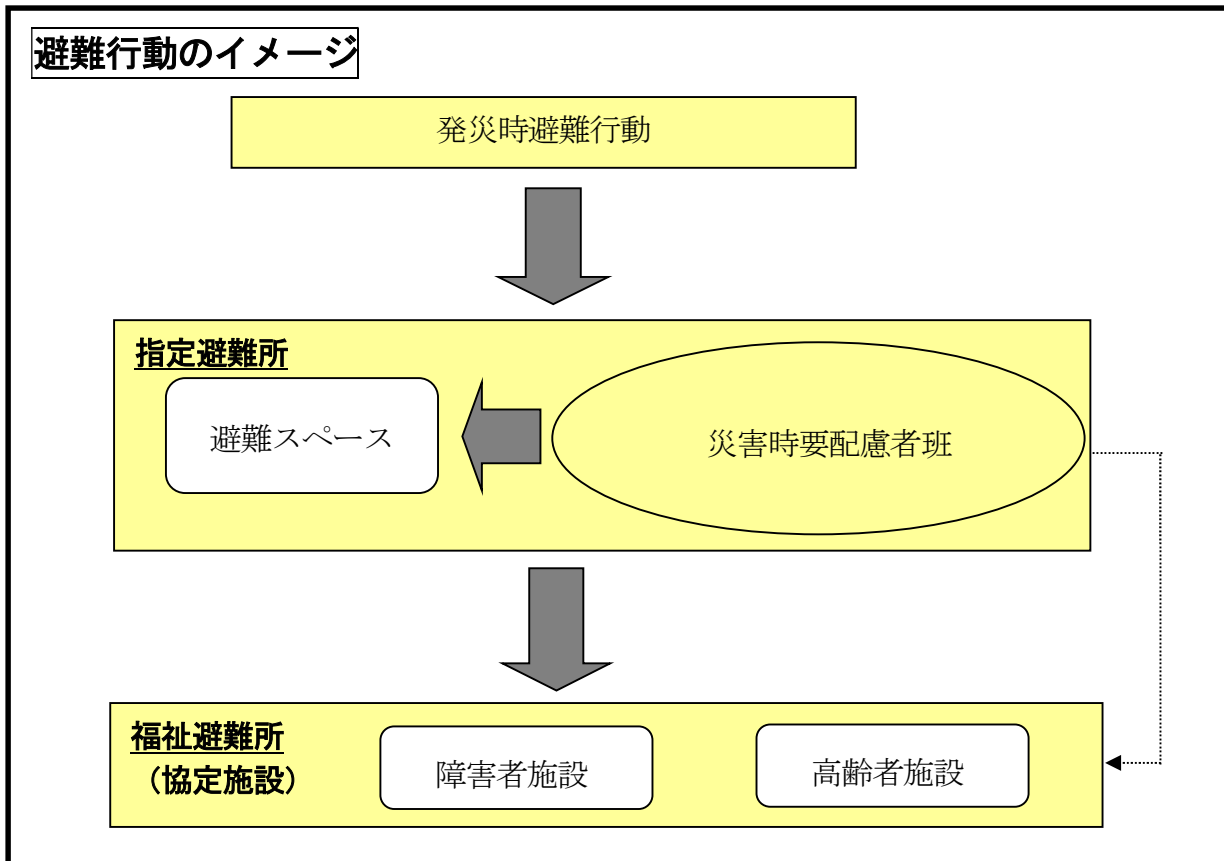 避難行動のイメージ
発災時避難行動
指定避難所
避難スペース
災害時要配慮者班
福祉避難所
（協定施設）
障害者施設
高齢者施設